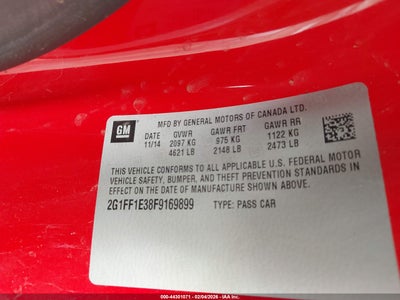 GM
MFD BY GENERAL MOTORS OF CANADA LTD.
DATE GVWR GAWR FRT GAWR RR
11/14 2097 KG 975 KG 1122 KG
4621 LB 2148 LB 2473 LB
THIS VEHICLE CONFORMS TO ALL APPLICABLE U.S. FEDERAL MOTOR
VEHICLE SAFETY, BUMPER, AND THEFT PREVENTION STANDARDS IN
EFFECT ON THE DATE OF MANUFACTURE SHOWN ABOVE.
2G1FF1E38F9169899 TYPE: PASS CAR
000-44301071 - 02/04/2026 - IAA Inc.